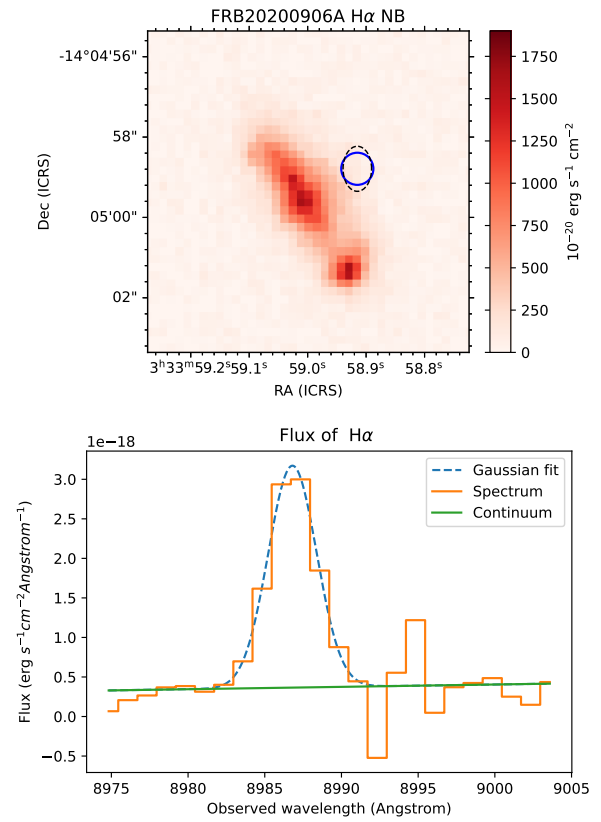 FRB20200906A Hα NB
-14°04'56"
58"
05'00"
02"
Dec (ICRS)
3ʰ33ᵐ59.2ˢ59.1ˢ 59.0ˢ 58.9ˢ 58.8ˢ
RA (ICRS)
1750
1500
1250
1000
750
500
250
0
10⁻²⁰ erg s⁻¹ cm⁻²
Flux of Hα
1e−18
3.0
2.5
2.0
1.5
1.0
0.5
0.0
−0.5
Flux (erg s⁻¹cm⁻²Angstrom⁻¹)
Gaussian fit
Spectrum
Continuum
8975 8980 8985 8990 8995 9000 9005
Observed wavelength (Angstrom)